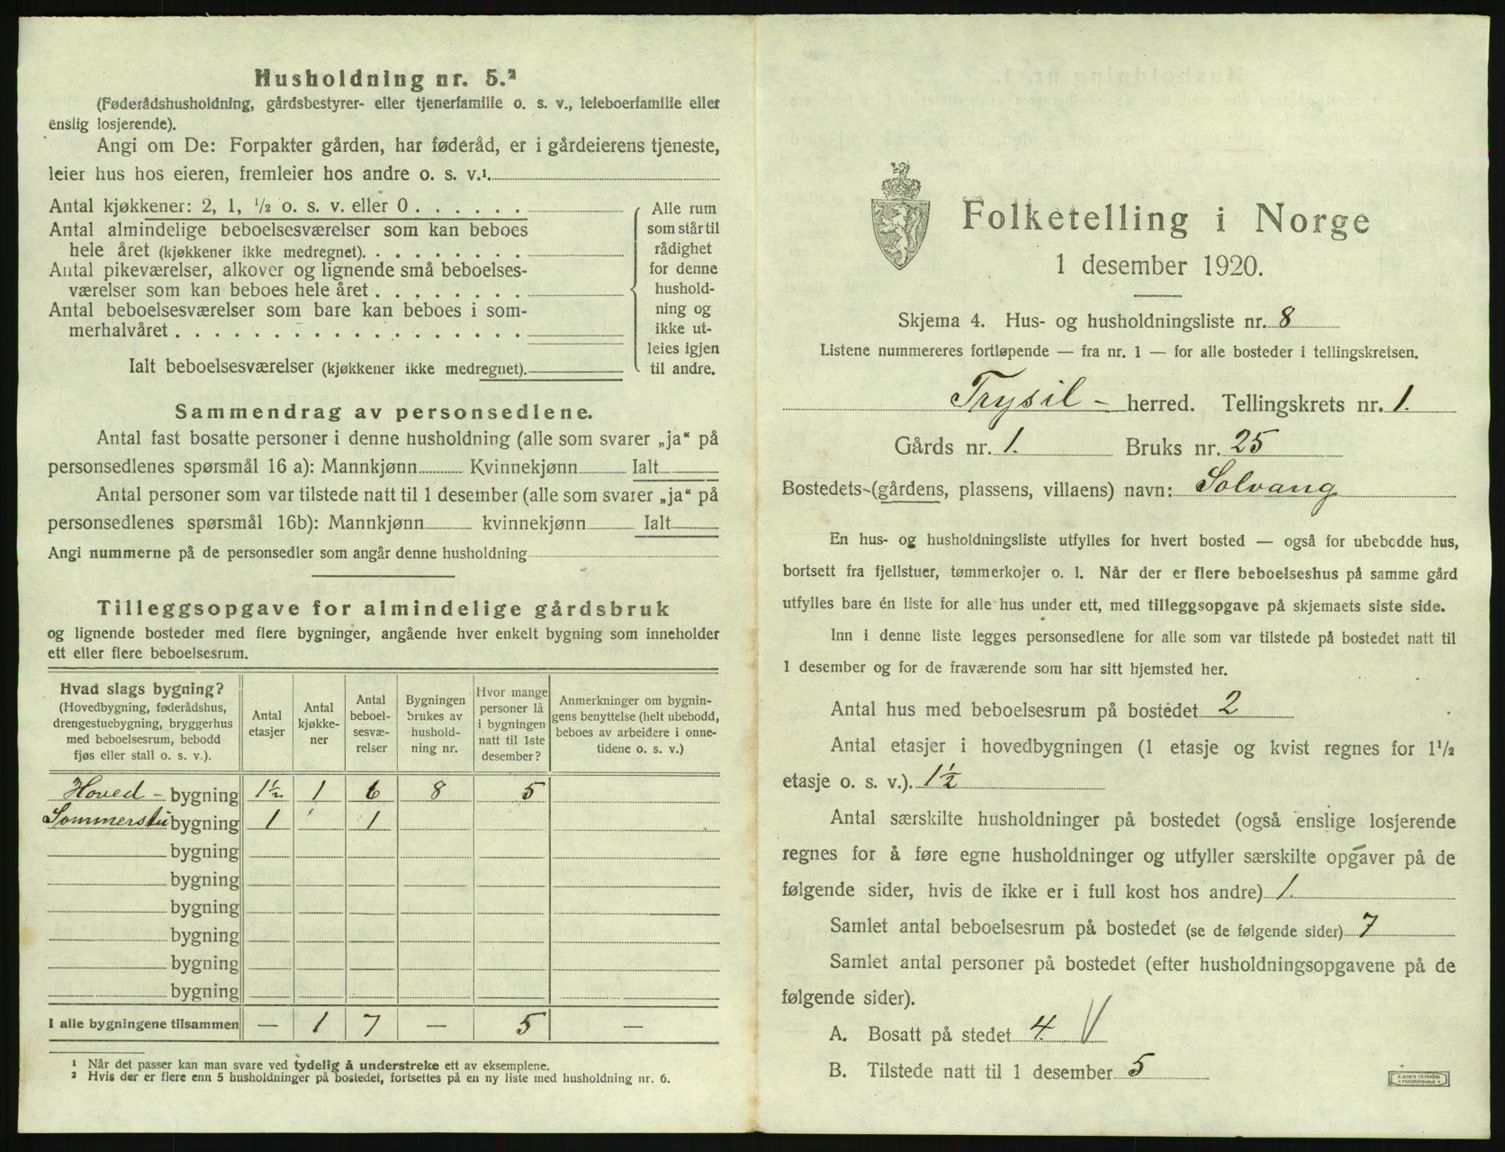 Husholdning nr. 5.²
(Føderådshusholdning, gårdsbestyrer- eller tjenerfamilie o. s. v., leieboerfamilie eller
enslig losjerende).
Angi om De: Forpakter gården, har føderåd, er i gårdeierens tjeneste,
leier hus hos eieren, fremleier hos andre o. s. v.¹
Antal kjøkkener: 2, 1, ½ o. s. v. eller 0 . . . . . .
Antal almindelige beboelsesværelser som kan beboes
hele året (kjøkkener ikke medregnet). . . . . . . . .
Antal pikeværelser, alkover og lignende små beboelses-
værelser som kan beboes hele året . . . . . . . .
Antal beboelsesværelser som bare kan beboes i som-
merhalvåret . . . . . . . . . . . . . . . . . .
Ialt beboelsesværelser (kjøkkener ikke medregnet).
Alle rum
som står til
rådighet
for denne
hushold-
ning og
ikke ut-
leies igjen
til andre.
Sammendrag av personsedlene.
Antal fast bosatte personer i denne husholdning (alle som svarer „ja“ på
personsedlenes spørsmål 16 a): Mannkjønn Kvinnekjønn Ialt
Antal personer som var tilstede natt til 1 desember (alle som svarer „ja“ på
personsedlenes spørsmål 16b): Mannkjønn kvinnekjønn Ialt
Angi nummerne på de personsedler som angår denne husholdning
Tilleggsopgave for almindelige gårdsbruk
og lignende bosteder med flere bygninger, angående hver enkelt bygning som inneholder
ett eller flere beboelsesrum.
Hvad slags bygning?
(Hovedbygning, føderådshus,
drengestuebygning, bryggerhus
med beboelsesrum, bebodd
fjøs eller stall o. s. v.).
Antal
etasjer
Antal
kjøkke-
ner
Antal
beboel-
sesvæ-
relser
Bygningen
brukes av
hushold-
ning nr.
Hvor mange
personer lå
i bygningen
natt til 1ste
desember?
Anmerkninger om bygnin-
gens benyttelse (helt ubebodd,
beboes av arbeidere i onne-
tidene o. s. v.)
Hoved - bygning 1½ 1 6 8 5
Sommerstu bygning 1 1
bygning
bygning
bygning
bygning
bygning
bygning
I alle bygningene tilsammen — 1 7 — 5 —
¹ Når det passer kan man svare ved tydelig å understreke ett av eksemplene.
² Hvis der er flere enn 5 husholdninger på bostedet, fortsettes på en ny liste med husholdning nr. 6.
Folketelling i Norge
1 desember 1920.
Skjema 4. Hus- og husholdningsliste nr. 8
Listene nummereres fortløpende — fra nr. 1 — for alle bosteder i tellingskretsen.
Trysil - herred. Tellingskrets nr. 1.
Gårds nr. 1. Bruks nr. 25
Bosteds-(gårdens, plassens, villaens) navn: Solvang
En hus- og husholdningsliste utfylles for hvert bosted — også for ubebodde hus,
bortsett fra fjellstuer, tømmerkojer o. l. Når der er flere beboelseshus på samme gård
utfylles bare én liste for alle hus under ett, med tilleggsopgave på skjemaets siste side.
Inn i denne liste legges personsedlene for alle som var tilstede på bostedet natt til
1 desember og for de fraværende som har sitt hjemsted her.
Antal hus med beboelsesrum på bostedet 2
Antal etasjer i hovedbygningen (1 etasje og kvist regnes for 1½
etasje o. s. v.). 1½
Antal særskilte husholdninger på bostedet (også enslige losjerende
regnes for å føre egne husholdninger og utfyller særskilte opgaver på de
følgende sider, hvis de ikke er i full kost hos andre) 1.
Samlet antal beboelsesrum på bostedet (se de følgende sider) 7
Samlet antal personer på bostedet (efter husholdningsopgavene på de
følgende sider).
A. Bosatt på stedet 4. V
B. Tilstede natt til 1 desember 5